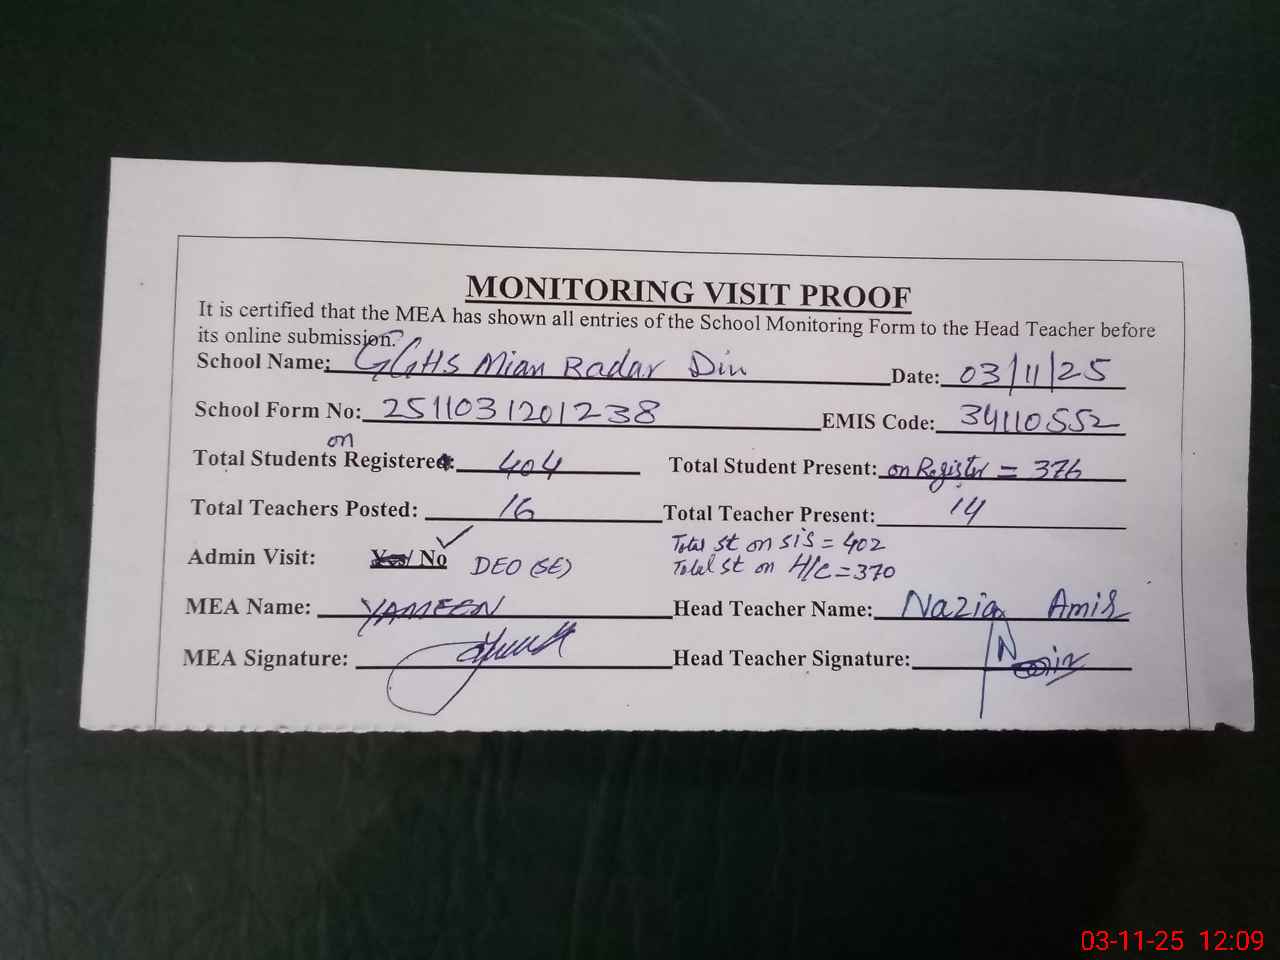 MONITORING VISIT PROOF
It is certified that the MEA has shown all entries of the School Monitoring Form to the Head Teacher before
its online submission.
School Name: GGHS Mian Badar Din Date: 03/11/25
School Form No: 2511031201238 EMIS Code: 34110552
on
Total Students Registered: 404 Total Student Present: on Register = 376
Total Teachers Posted: 16 Total Teacher Present: 14
Total st on SIS = 402
Admin Visit: Yes/ No ✓ DEO (SE)
Total st on H/C = 370
MEA Name: YAMEEN Head Teacher Name: Nazia Amir
MEA Signature: Head Teacher Signature:
03-11-25 12:09